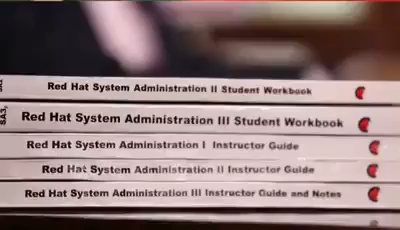 Red Hat System Administration II Student Workbook
SA3,
Red Hat System Administration III Student Workbook
Red Hat System Administration I Instructor Guide
Red Hat System Administration II Instructor Guide
Red Hat System Administration III Instructor Guide and Notes